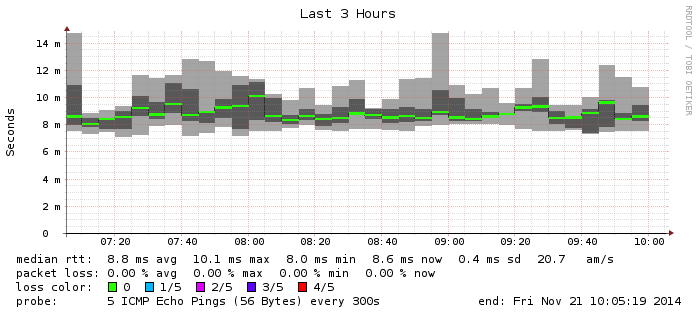 Last 3 Hours
RRDTOOL / TOBI OETIKER
Seconds
14 m
12 m
10 m
8 m
6 m
4 m
2 m
0
07:20 07:40 08:00 08:20 08:40 09:00 09:20 09:40 10:00
median rtt: 8.8 ms avg 10.1 ms max 8.0 ms min 8.6 ms now 0.4 ms sd 20.7 am/s
packet loss: 0.00 % avg 0.00 % max 0.00 % min 0.00 % now
loss color: 0 1/5 2/5 3/5 4/5
probe: 5 ICMP Echo Pings (56 Bytes) every 300s end: Fri Nov 21 10:05:19 2014